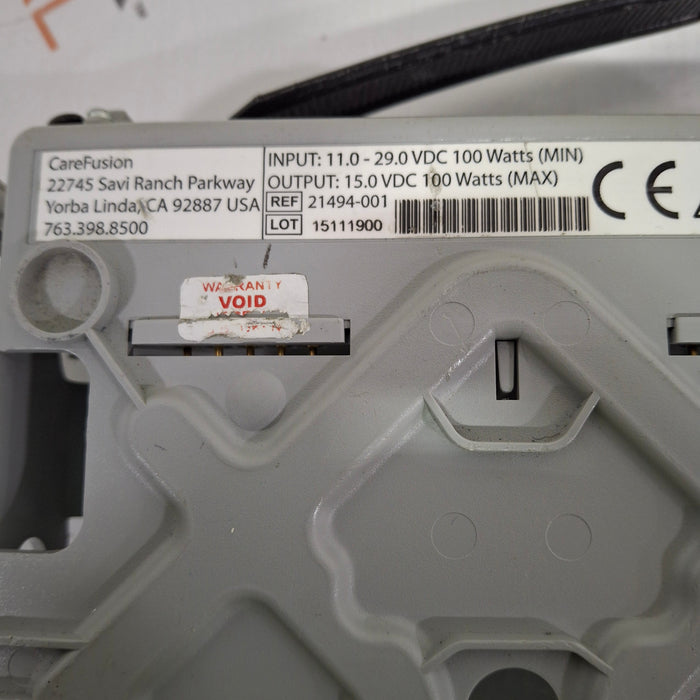 CareFusion
22745 Savi Ranch Parkway
Yorba Linda, CA 92887 USA
763.398.8500
INPUT: 11.0 - 29.0 VDC 100 Watts (MIN)
OUTPUT: 15.0 VDC 100 Watts (MAX)
REF 21494-001
LOT 15111900
CE
WARRANTY
VOID